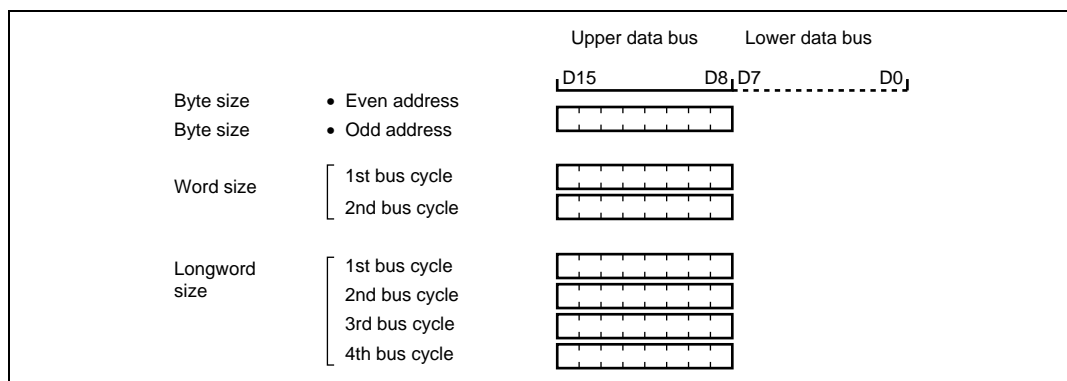 Upper data bus Lower data bus
D15 D8 D7 D0
Byte size • Even address
Byte size • Odd address
Word size 1st bus cycle
2nd bus cycle
Longword size 1st bus cycle
2nd bus cycle
3rd bus cycle
4th bus cycle